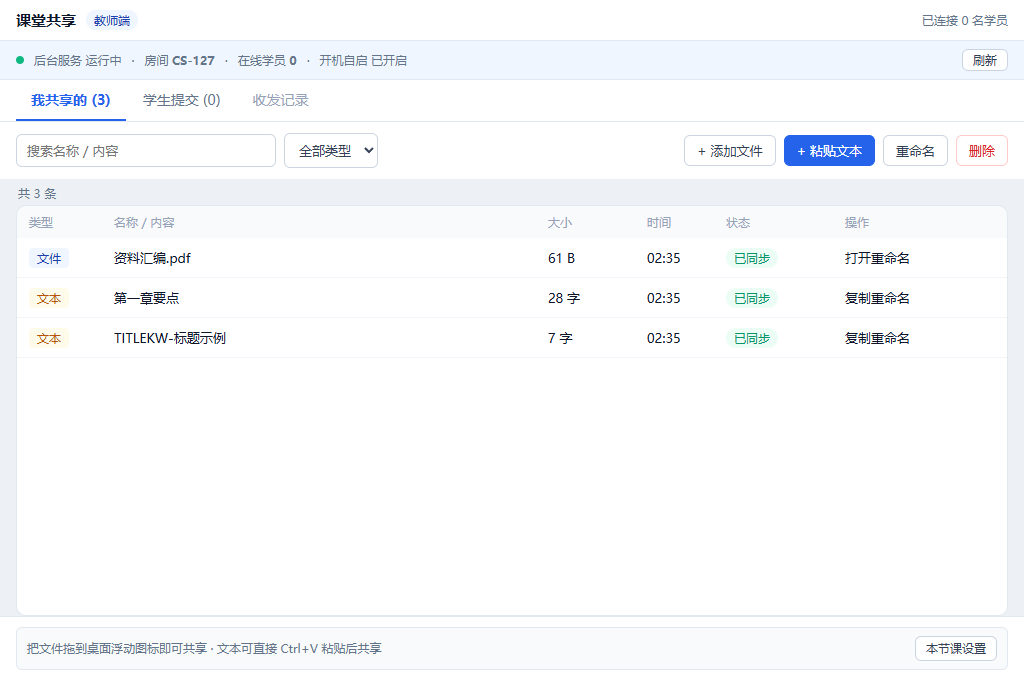 课堂共享 教师端 已连接 0 名学员
后台服务 运行中 · 房间 CS-127 · 在线学员 0 · 开机自启 已开启 刷新
我共享的 (3) 学生提交 (0) 收发记录
搜索名称 / 内容 全部类型 + 添加文件 + 粘贴文本 重命名 删除
共 3 条
类型 名称 / 内容 大小 时间 状态 操作
文件 资料汇编.pdf 61 B 02:35 已同步 打开重命名
文本 第一章要点 28 字 02:35 已同步 复制重命名
文本 TITLEKW-标题示例 7 字 02:35 已同步 复制重命名
把文件拖到桌面浮动图标即可共享 · 文本可直接 Ctrl+V 粘贴后共享 本节课设置